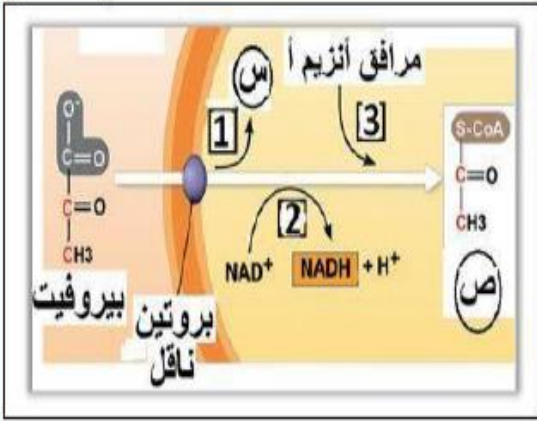 س
مرافق أنزيم أ
1
3
O⁻
C=O
C=O
CH3
S-CoA
C=O
CH3
2
NAD⁺
NADH + H⁺
بيروفيت
بروتين
ناقل
ص